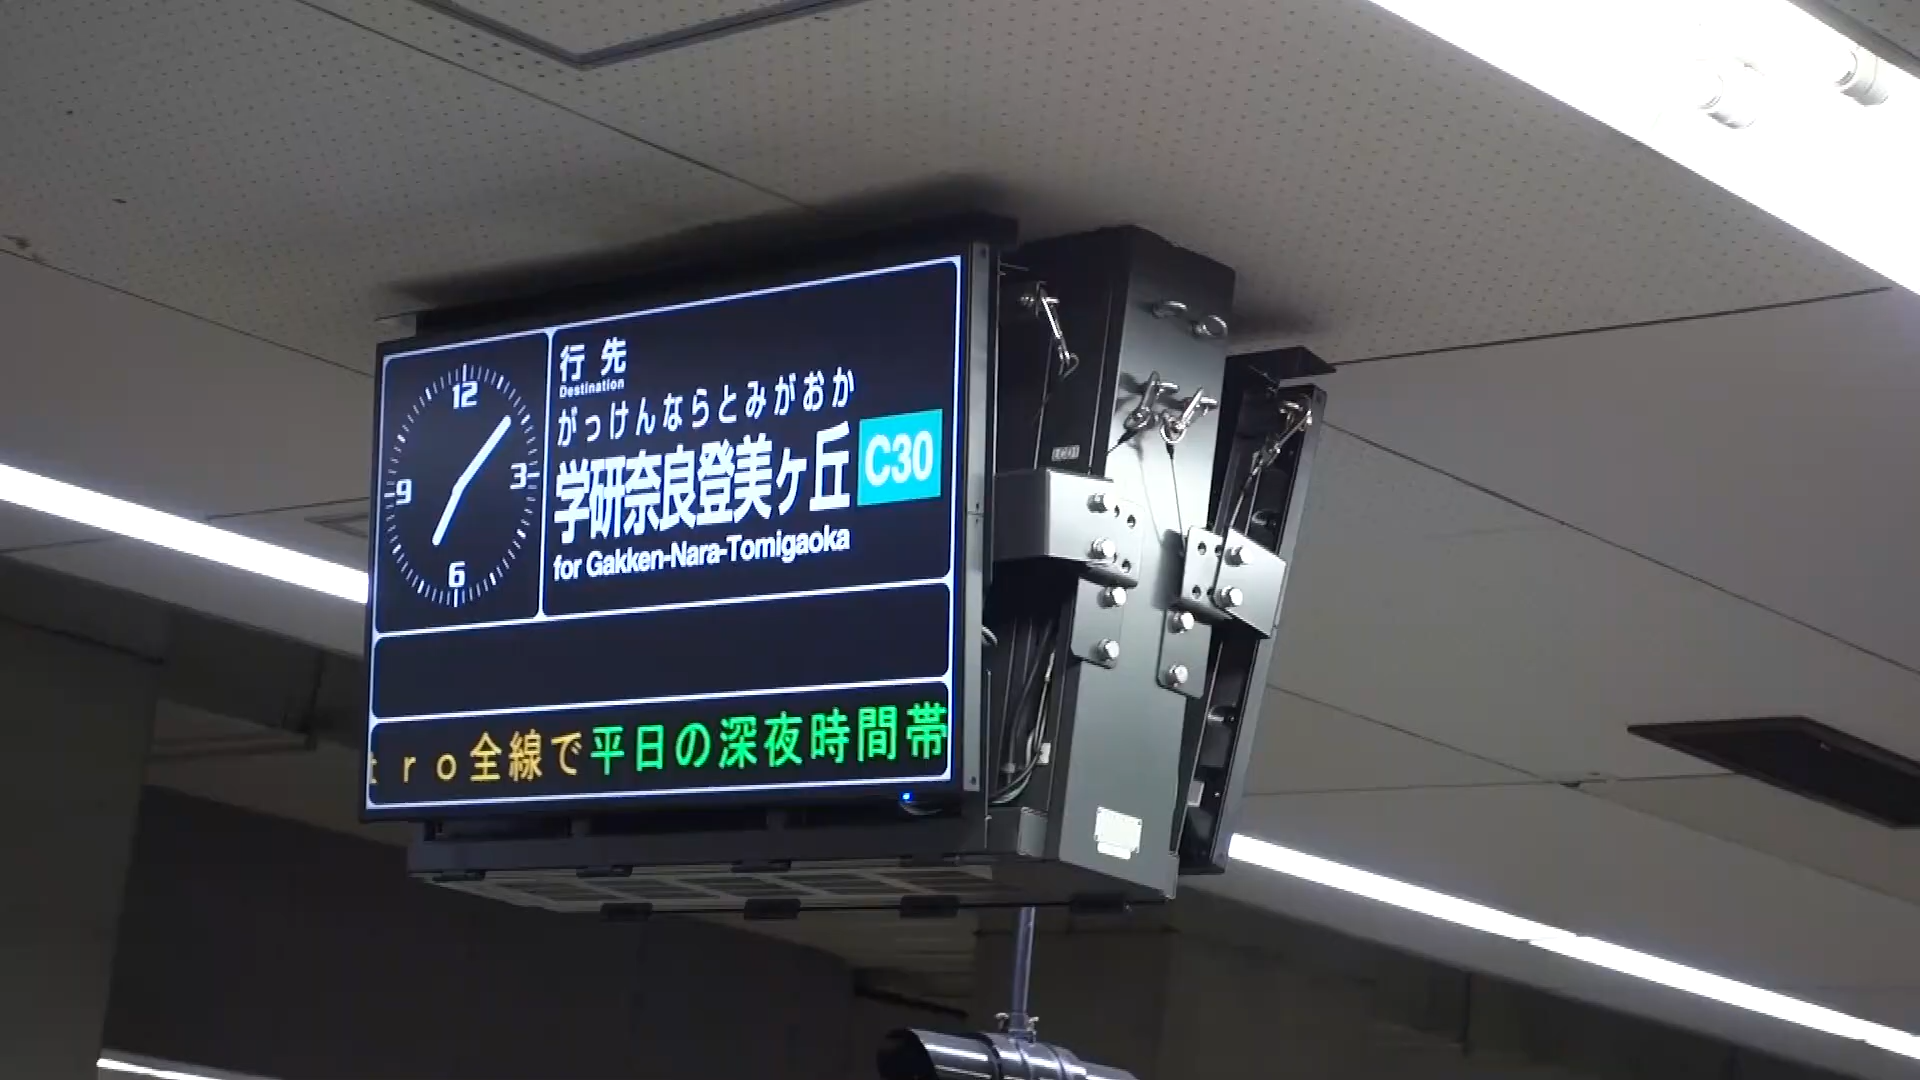 12
3
6
9
行先
Destination
がっけんならとみがおか
学研奈良登美ヶ丘
C30
for Gakken-Nara-Tomigaoka
tro全線で平日の深夜時間帯